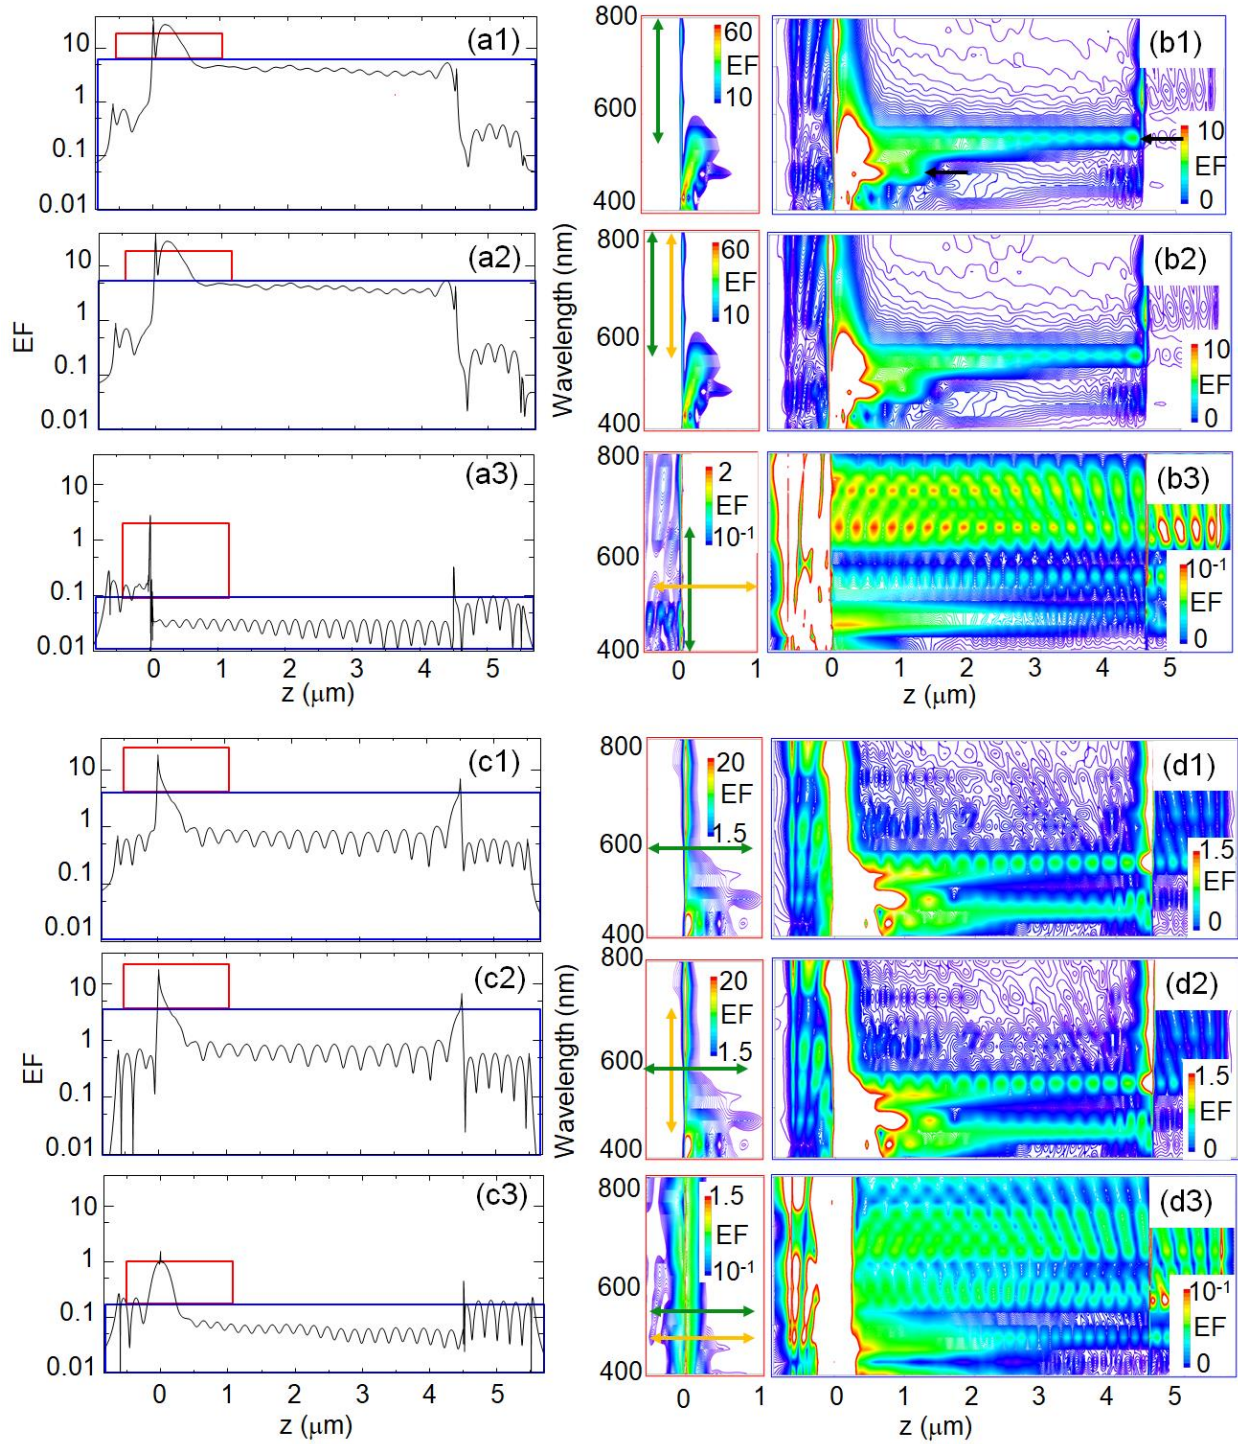 10
1
0.1
0.01
(a1)
800
600
400
60
EF
10
(b1)
10
EF
0
EF
10
1
0.1
0.01
(a2)
Wavelength (nm)
800
600
400
60
EF
10
(b2)
10
EF
0
10
1
0.1
0.01
(a3)
0 1 2 3 4 5
z (μm)
800
600
400
2
EF
10-1
0 1
(b3)
10-1
EF
0
0 1 2 3 4 5
z (μm)
10
1
0.1
0.01
(c1)
800
600
400
20
EF
1.5
(d1)
1.5
EF
0
EF
10
1
0.1
0.01
(c2)
Wavelength (nm)
800
600
400
20
EF
1.5
(d2)
1.5
EF
0
10
1
0.1
0.01
(c3)
0 1 2 3 4 5
z (μm)
800
600
400
1.5
EF
10-1
0 1
(d3)
10-1
EF
0
0 1 2 3 4 5
z (μm)